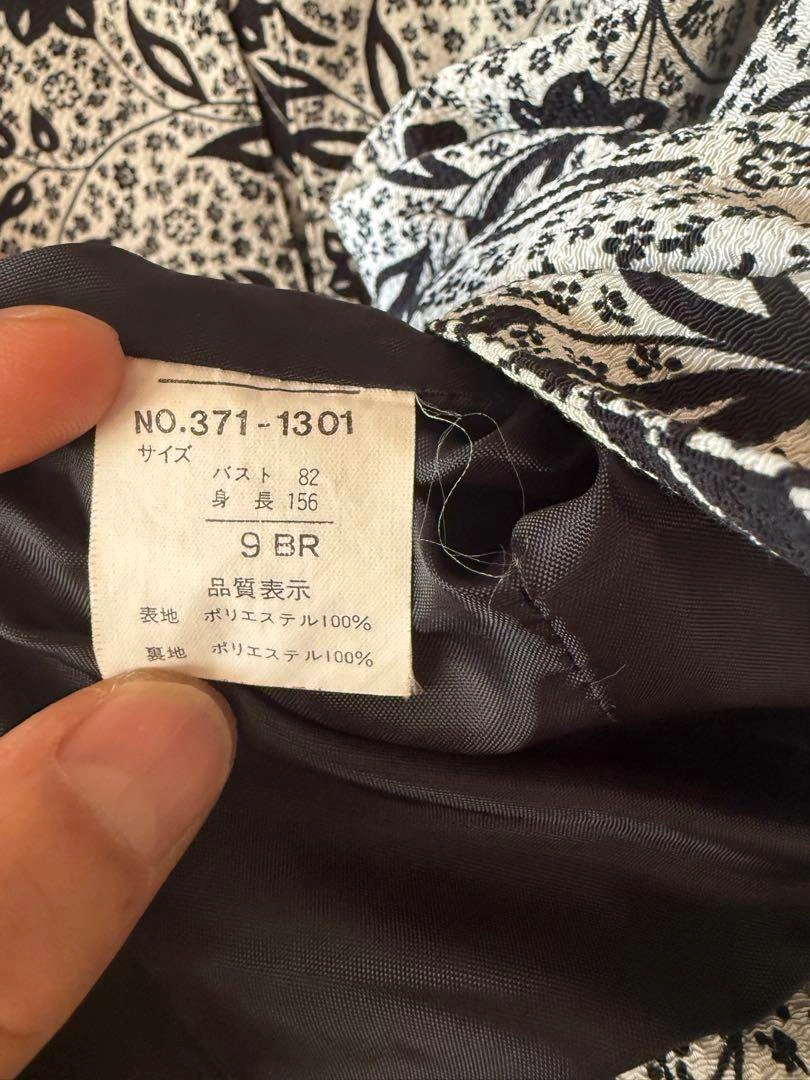 NO.371-1301
サイズ
バスト 82
身長 156
9 BR
品質表示
表地 ポリエステル100%
裏地 ポリエステル100%